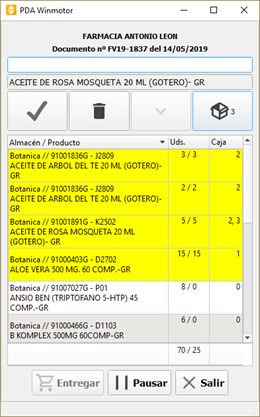 PDA Winmotor
FARMACIA ANTONIO LEON
Documento nº FV19-1837 del 14/05/2019
ACEITE DE ROSA MOSQUETA 20 ML (GOTERO)- GR
3
Almacén / Producto Uds. Caja
Botanica // 91001836G - J2809 3 / 3 2
ACEITE DE ARBOL DEL TE 20 ML (GOTERO)-
GR
Botanica // 91001836G - J2809 2 / 2 2
ACEITE DE ARBOL DEL TE 20 ML (GOTERO)-
GR
Botanica // 91001891G - K2502 5 / 5 2, 3
ACEITE DE ROSA MOSQUETA 20 ML
(GOTERO)- GR
Botanica // 91000403G - D2702 15 / 15 1
ALOE VERA 500 MG. 60 COMP.-GR
Botanica // 91007027G - P01 8 / 0 0
ANSIO BEN (TRIPTOFANO 5-HTP) 45
COMP.-GR
Botanica // 91000466G - D1103 6 / 0 0
B KOMPLEX 500MG 60COMP-GR
70 / 25
Entregar Pausar Salir